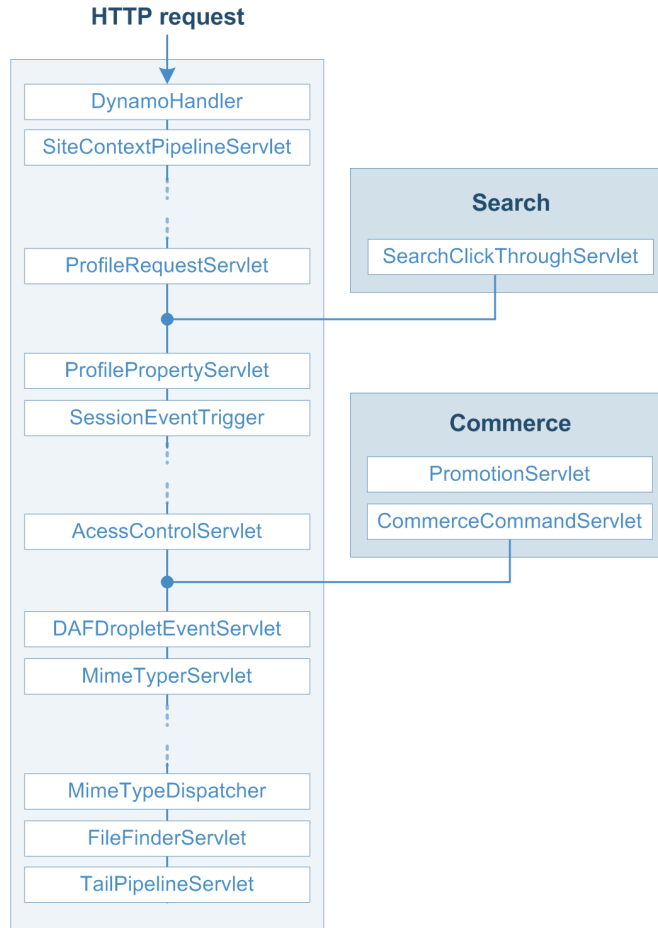 HTTP request
DynamoHandler
SiteContextPipelineServlet
ProfileRequestServlet
Search
SearchClickThroughServlet
ProfilePropertyServlet
SessionEventTrigger
Commerce
PromotionServlet
CommerceCommandServlet
AcessControlServlet
DAFDropletEventServlet
MimeTyperServlet
MimeTypeDispatcher
FileFinderServlet
TailPipelineServlet